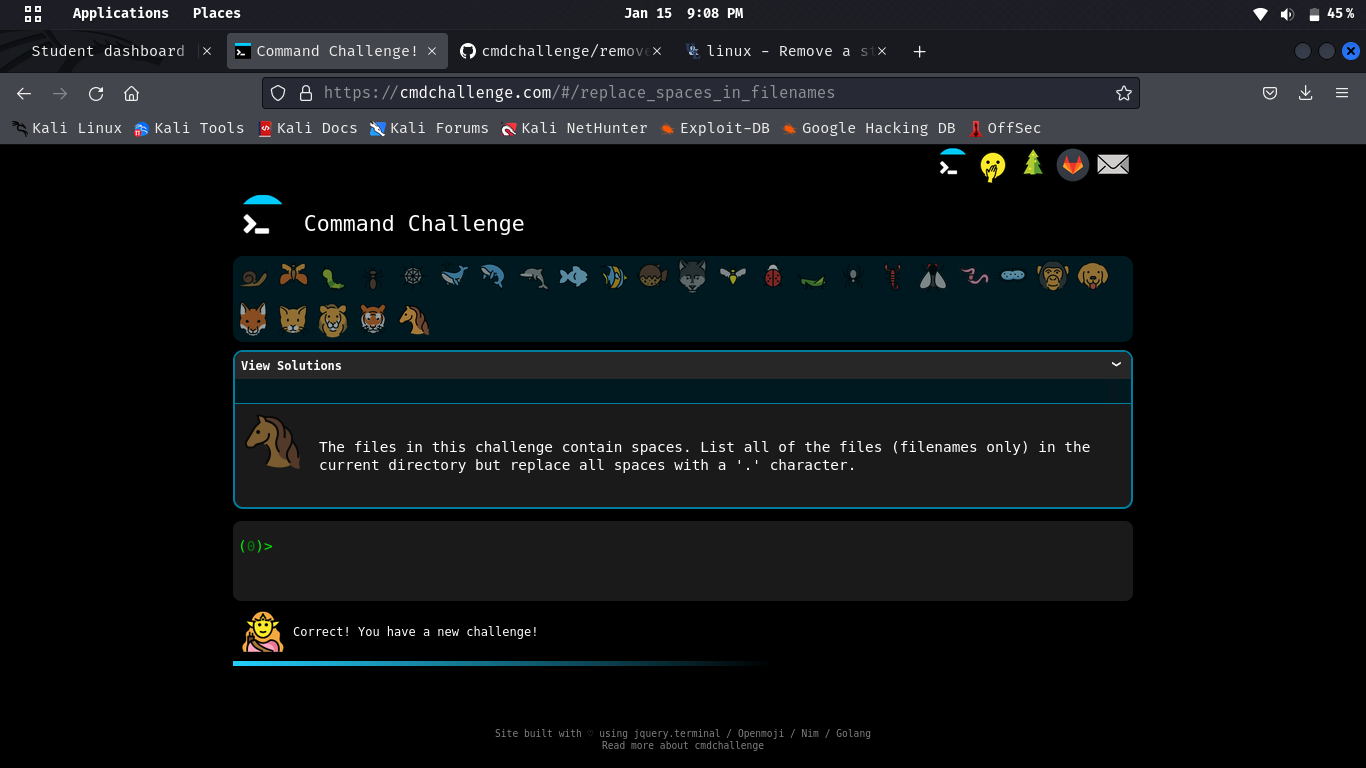 Applications Places Jan 15 9:08 PM 45%
Student dashboard Command Challenge! cmdchallenge/remove linux - Remove a st
https://cmdchallenge.com/#/replace_spaces_in_filenames
Kali Linux Kali Tools Kali Docs Kali Forums Kali NetHunter Exploit-DB Google Hacking DB OffSec
Command Challenge
View Solutions
The files in this challenge contain spaces. List all of the files (filenames only) in the
current directory but replace all spaces with a '.' character.
(0)>
Correct! You have a new challenge!
Site built with ♡ using jquery.terminal / Openmoji / Nim / Golang
Read more about cmdchallenge